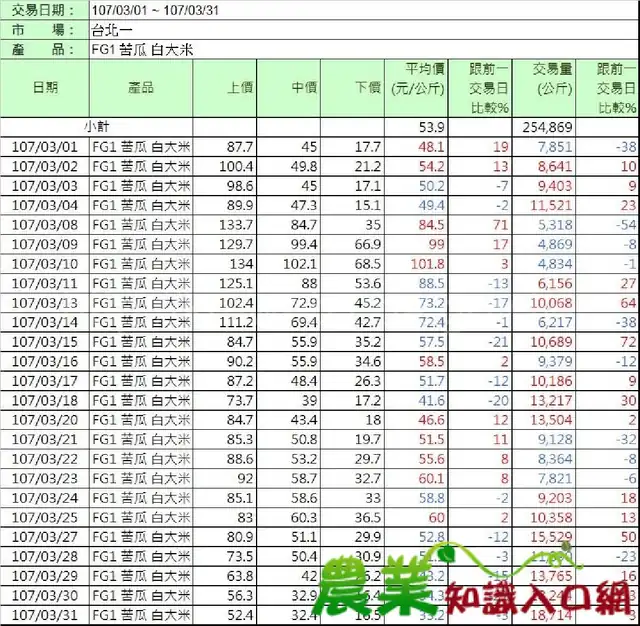 交易日期： 107/03/01 ~ 107/03/31
市 場： 台北一
產 品： FG1 苦瓜 白大米
日期 產品 上價 中價 下價 平均價(元/公斤) 跟前一交易日比較% 交易量(公斤) 跟前一交易日比較%
小計 53.9 254,869
107/03/01 FG1 苦瓜 白大米 87.7 45 17.7 48.1 19 7,851 -38
107/03/02 FG1 苦瓜 白大米 100.4 49.8 21.2 54.2 13 8,641 10
107/03/03 FG1 苦瓜 白大米 98.6 45 17.1 50.2 -7 9,403 9
107/03/04 FG1 苦瓜 白大米 89.9 47.3 15.1 49.4 -2 11,521 23
107/03/08 FG1 苦瓜 白大米 133.7 84.7 35 84.5 71 5,318 -54
107/03/09 FG1 苦瓜 白大米 129.7 99.4 66.9 99 17 4,869 -8
107/03/10 FG1 苦瓜 白大米 134 102.1 68.5 101.8 3 4,834 -1
107/03/11 FG1 苦瓜 白大米 125.1 88 53.6 88.5 -13 6,156 27
107/03/13 FG1 苦瓜 白大米 102.4 72.9 45.2 73.2 -17 10,068 64
107/03/14 FG1 苦瓜 白大米 111.2 69.4 42.7 72.4 -1 6,217 -38
107/03/15 FG1 苦瓜 白大米 84.7 55.9 35.2 57.5 -21 10,689 72
107/03/16 FG1 苦瓜 白大米 90.2 55.9 34.6 58.5 2 9,379 -12
107/03/17 FG1 苦瓜 白大米 87.2 48.4 26.3 51.7 -12 10,186 9
107/03/18 FG1 苦瓜 白大米 73.7 39 17.2 41.6 -20 13,217 30
107/03/20 FG1 苦瓜 白大米 84.7 43.4 18 46.6 12 13,504 2
107/03/21 FG1 苦瓜 白大米 85.3 50.8 19.7 51.5 11 9,128 -32
107/03/22 FG1 苦瓜 白大米 88.6 53.2 29.7 55.6 8 8,364 -8
107/03/23 FG1 苦瓜 白大米 92 58.7 32.7 60.1 8 7,821 -6
107/03/24 FG1 苦瓜 白大米 85.1 58.6 33 58.8 -2 9,203 18
107/03/25 FG1 苦瓜 白大米 83 60.3 36.5 60 2 10,358 13
107/03/27 FG1 苦瓜 白大米 80.9 51.1 29.9 52.8 -12 15,529 50
107/03/28 FG1 苦瓜 白大米 73.5 50.4 30.9 -3 -23
107/03/29 FG1 苦瓜 白大米 63.8 42 13,765 16
107/03/30 FG1 苦瓜 白大米 56.3 32.9
107/03/31 FG1 苦瓜 白大米 52.4 32.4 16.5 -3 18,714 3
農業知識入口網